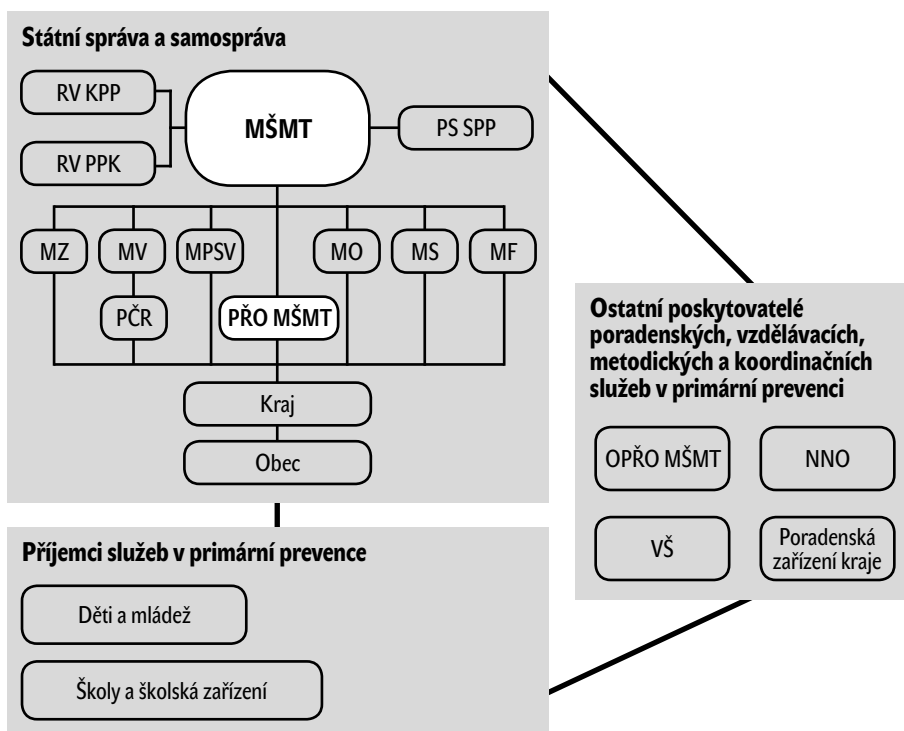 Státní správa a samospráva
RV KPP
MŠMT
PS SPP
RV PPK
MZ
MV
MPSV
MO
MS
MF
PČR
PŘO MŠMT
Kraj
Obec
Ostatní poskytovatelé
poradenských, vzdělávacích,
metodických a koordinačních
služeb v primární prevenci
OPŘO MŠMT
NNO
VŠ
Poradenská
zařízení kraje
Příjemci služeb v primární prevence
Děti a mládež
Školy a školská zařízení